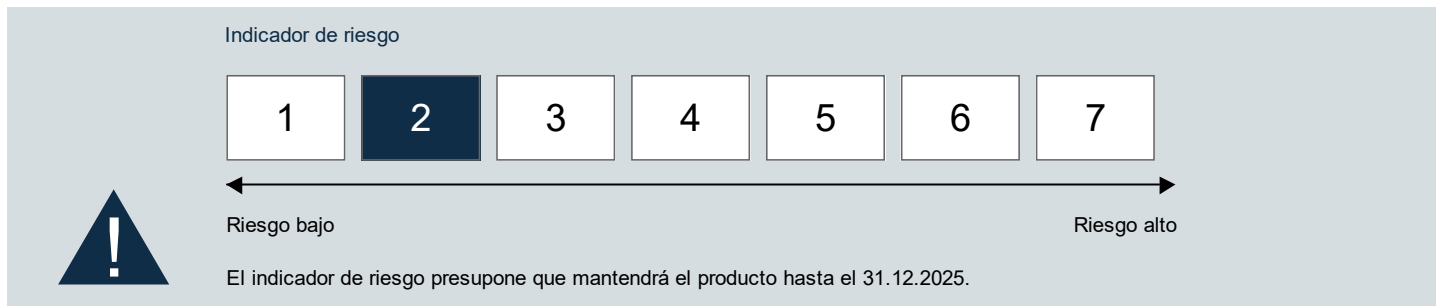 Indicador de riesgo
1 2 3 4 5 6 7
Riesgo bajo Riesgo alto
!
El indicador de riesgo presupone que mantendrá el producto hasta el 31.12.2025.